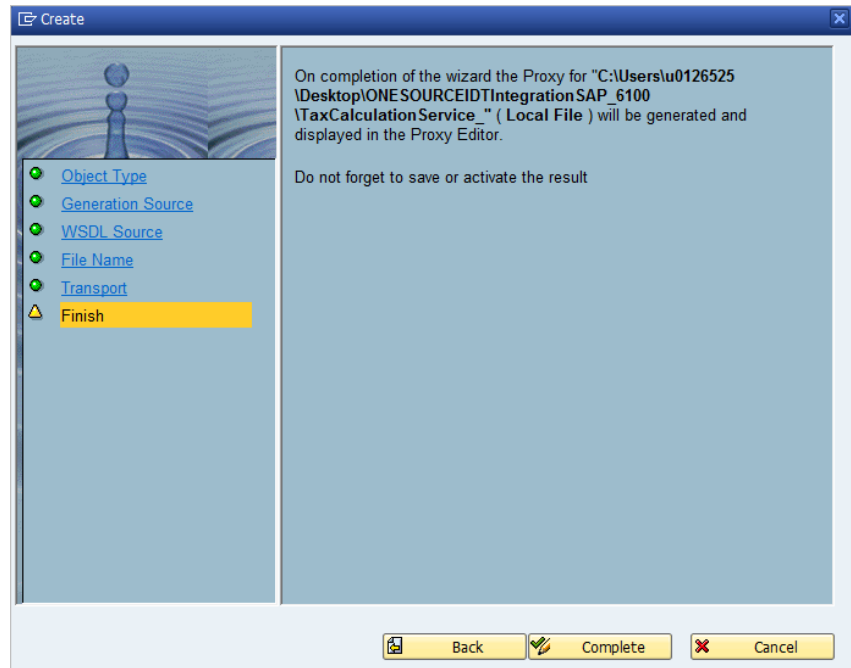 Create
Object Type
Generation Source
WSDL Source
File Name
Transport
Finish
On completion of the wizard the Proxy for "C:\Users\u0126525
\Desktop\ONESOURCEIDTIntegrationSAP_6100
\TaxCalculationService_" ( Local File ) will be generated and
displayed in the Proxy Editor.
Do not forget to save or activate the result
Back
Complete
Cancel